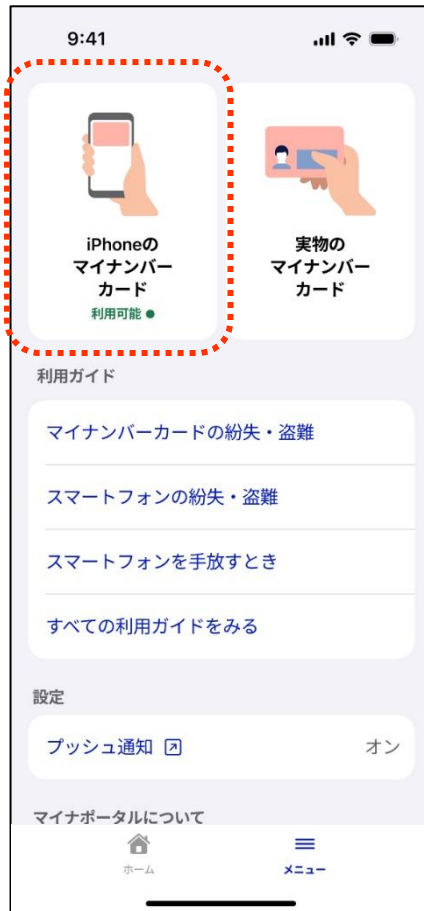 9:41
iPhoneの
マイナンバー
カード
利用可能
実物の
マイナンバー
カード
利用ガイド
マイナンバーカードの紛失・盗難
スマートフォンの紛失・盗難
スマートフォンを手放すとき
すべての利用ガイドをみる
設定
プッシュ通知 オン
マイナポータルについて
ホーム
メニュー